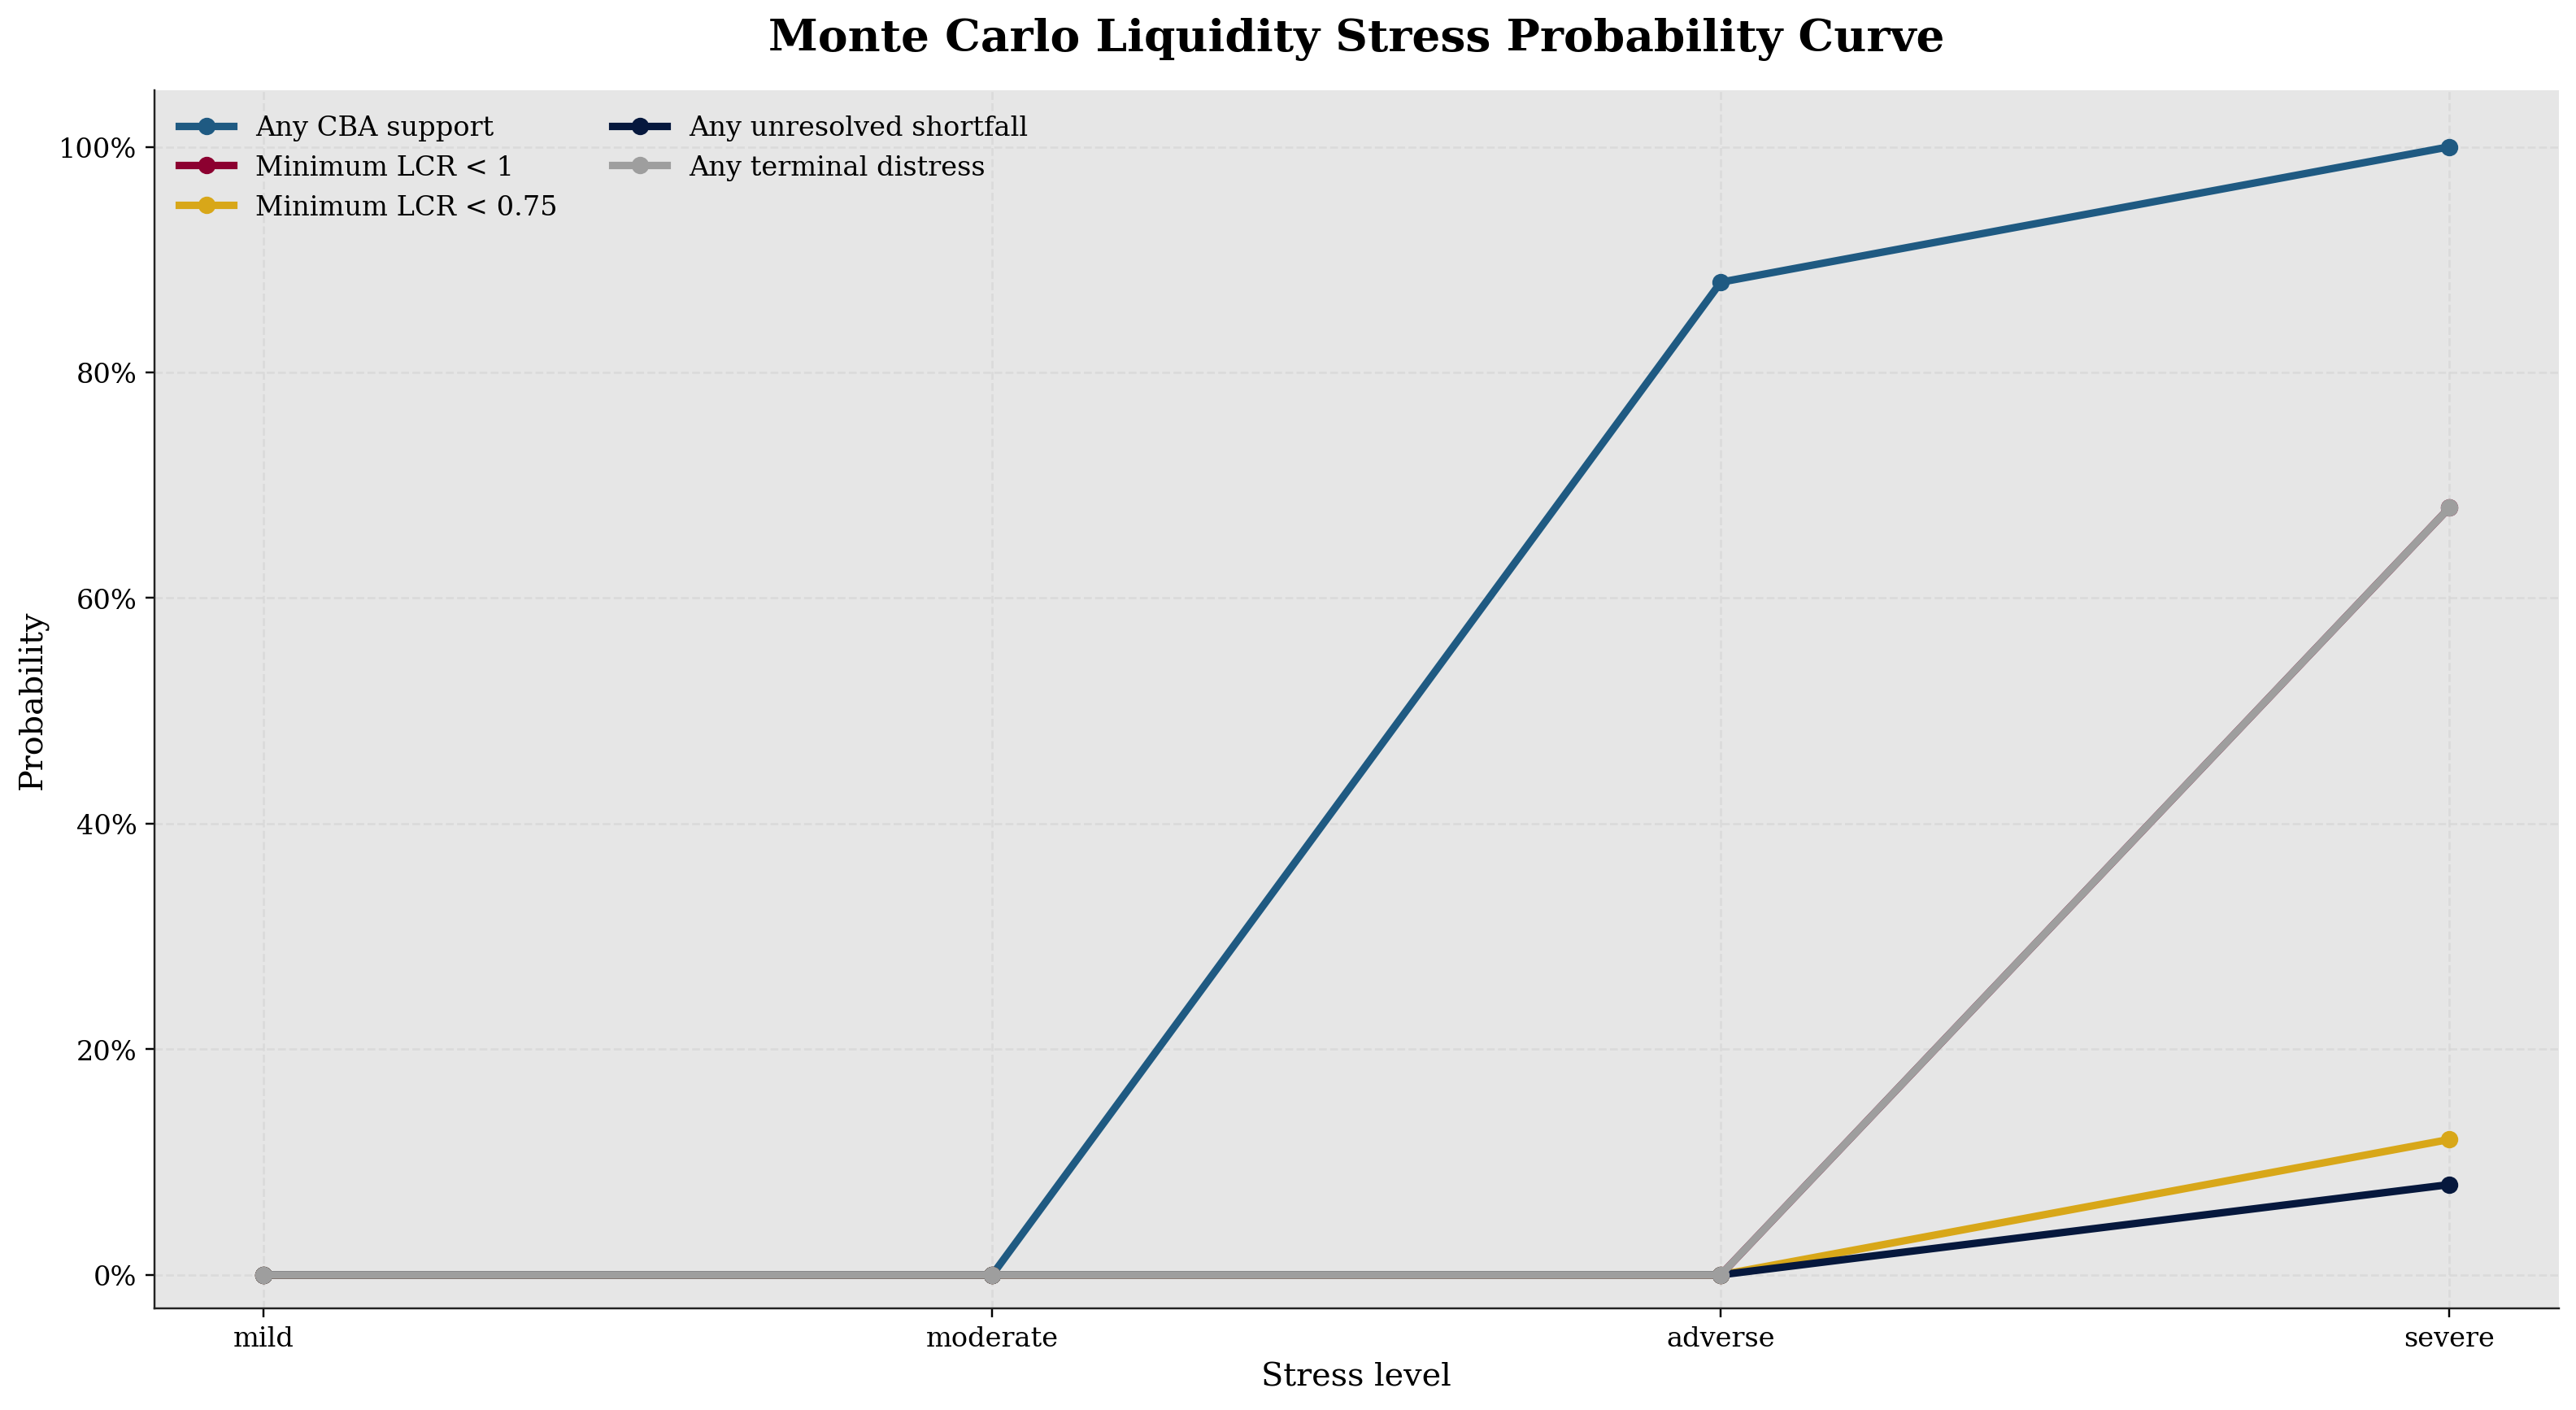 Monte Carlo Liquidity Stress Probability Curve
Any CBA support
Minimum LCR < 1
Minimum LCR < 0.75
Any unresolved shortfall
Any terminal distress
Probability
100%
80%
60%
40%
20%
0%
mild
moderate
adverse
severe
Stress level